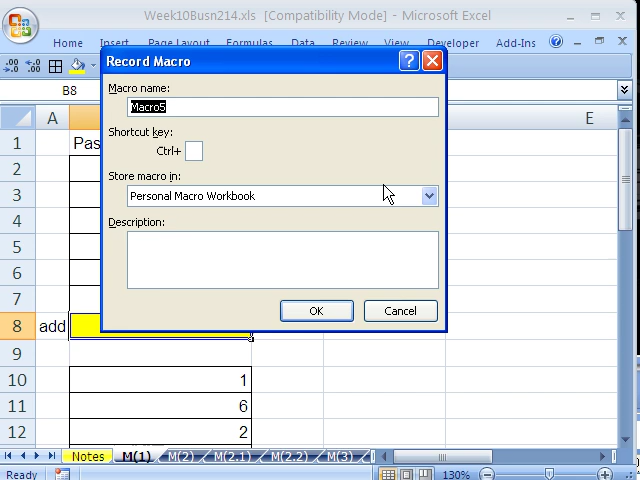 Week10Busn214.xls [Compatibility Mode] - Microsoft Excel
Home Insert Page Layout Formulas Data Review View Developer Add-Ins
B8
A E
1 Pas
2
3
4
5
6
7
8 add
9
10 1
11 6
12 2
Record Macro
Macro name:
Macro5
Shortcut key:
Ctrl+
Store macro in:
Personal Macro Workbook
Description:
OK Cancel
Notes M(1) M(2) M(2.1) M(2.2) M(3)
Ready 130%